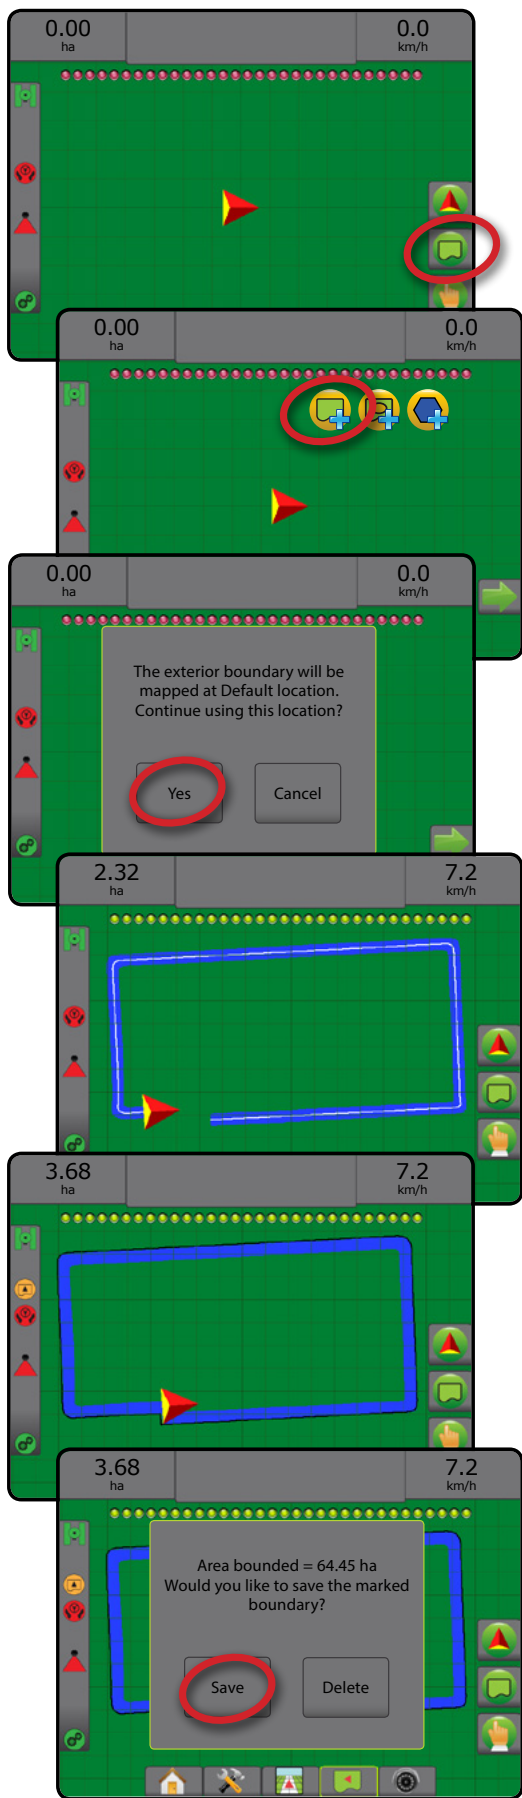 0.00
ha
0.0
km/h
0.00
ha
0.0
km/h
0.00
ha
0.0
km/h
The exterior boundary will be
mapped at Default location.
Continue using this location?
Yes
Cancel
2.32
ha
7.2
km/h
3.68
ha
7.2
km/h
3.68
ha
7.2
km/h
Area bounded = 64.45 ha
Would you like to save the marked
boundary?
Save
Delete